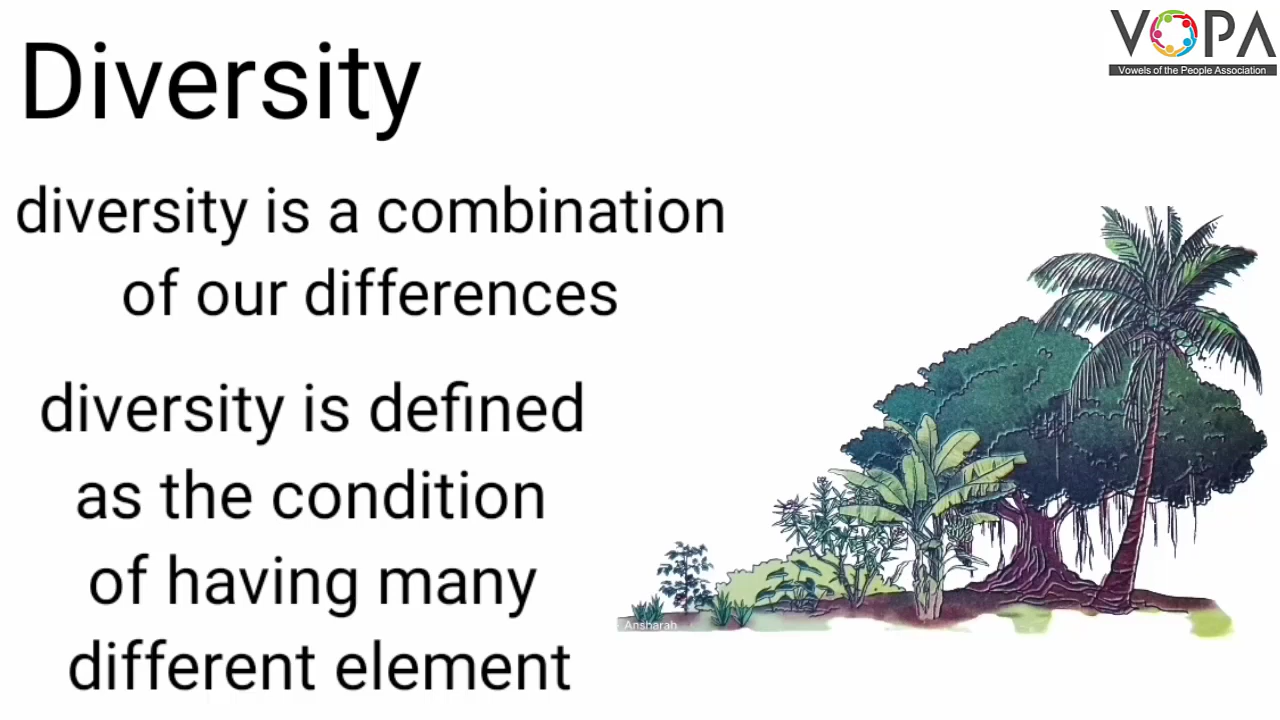 VOPA
Vowels of the People Association
Diversity
diversity is a combination
of our differences
diversity is defined
as the condition
of having many
different element
Ansharah